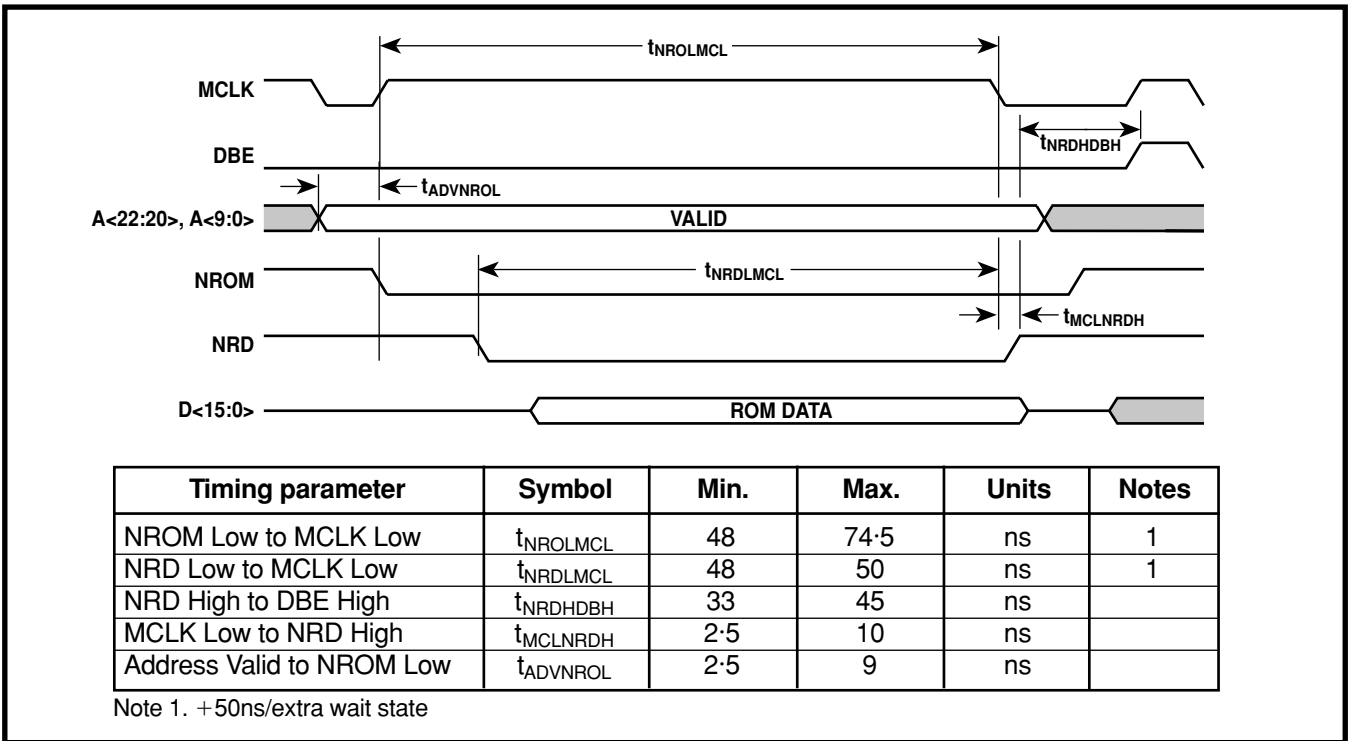 tNROLMCL
MCLK
tNRDHDBH
DBE
tADVNROL
A<22:20>, A<9:0>
VALID
NROM
tNRDLMCL
tMCLNRDH
NRD
D<15:0>
ROM DATA
Timing parameter Symbol Min. Max. Units Notes
NROM Low to MCLK Low tNROLMCL 48 74·5 ns 1
NRD Low to MCLK Low tNRDLMCL 48 50 ns 1
NRD High to DBE High tNRDHDBH 33 45 ns
MCLK Low to NRD High tMCLNRDH 2·5 10 ns
Address Valid to NROM Low tADVNROL 2·5 9 ns
Note 1. +50ns/extra wait state